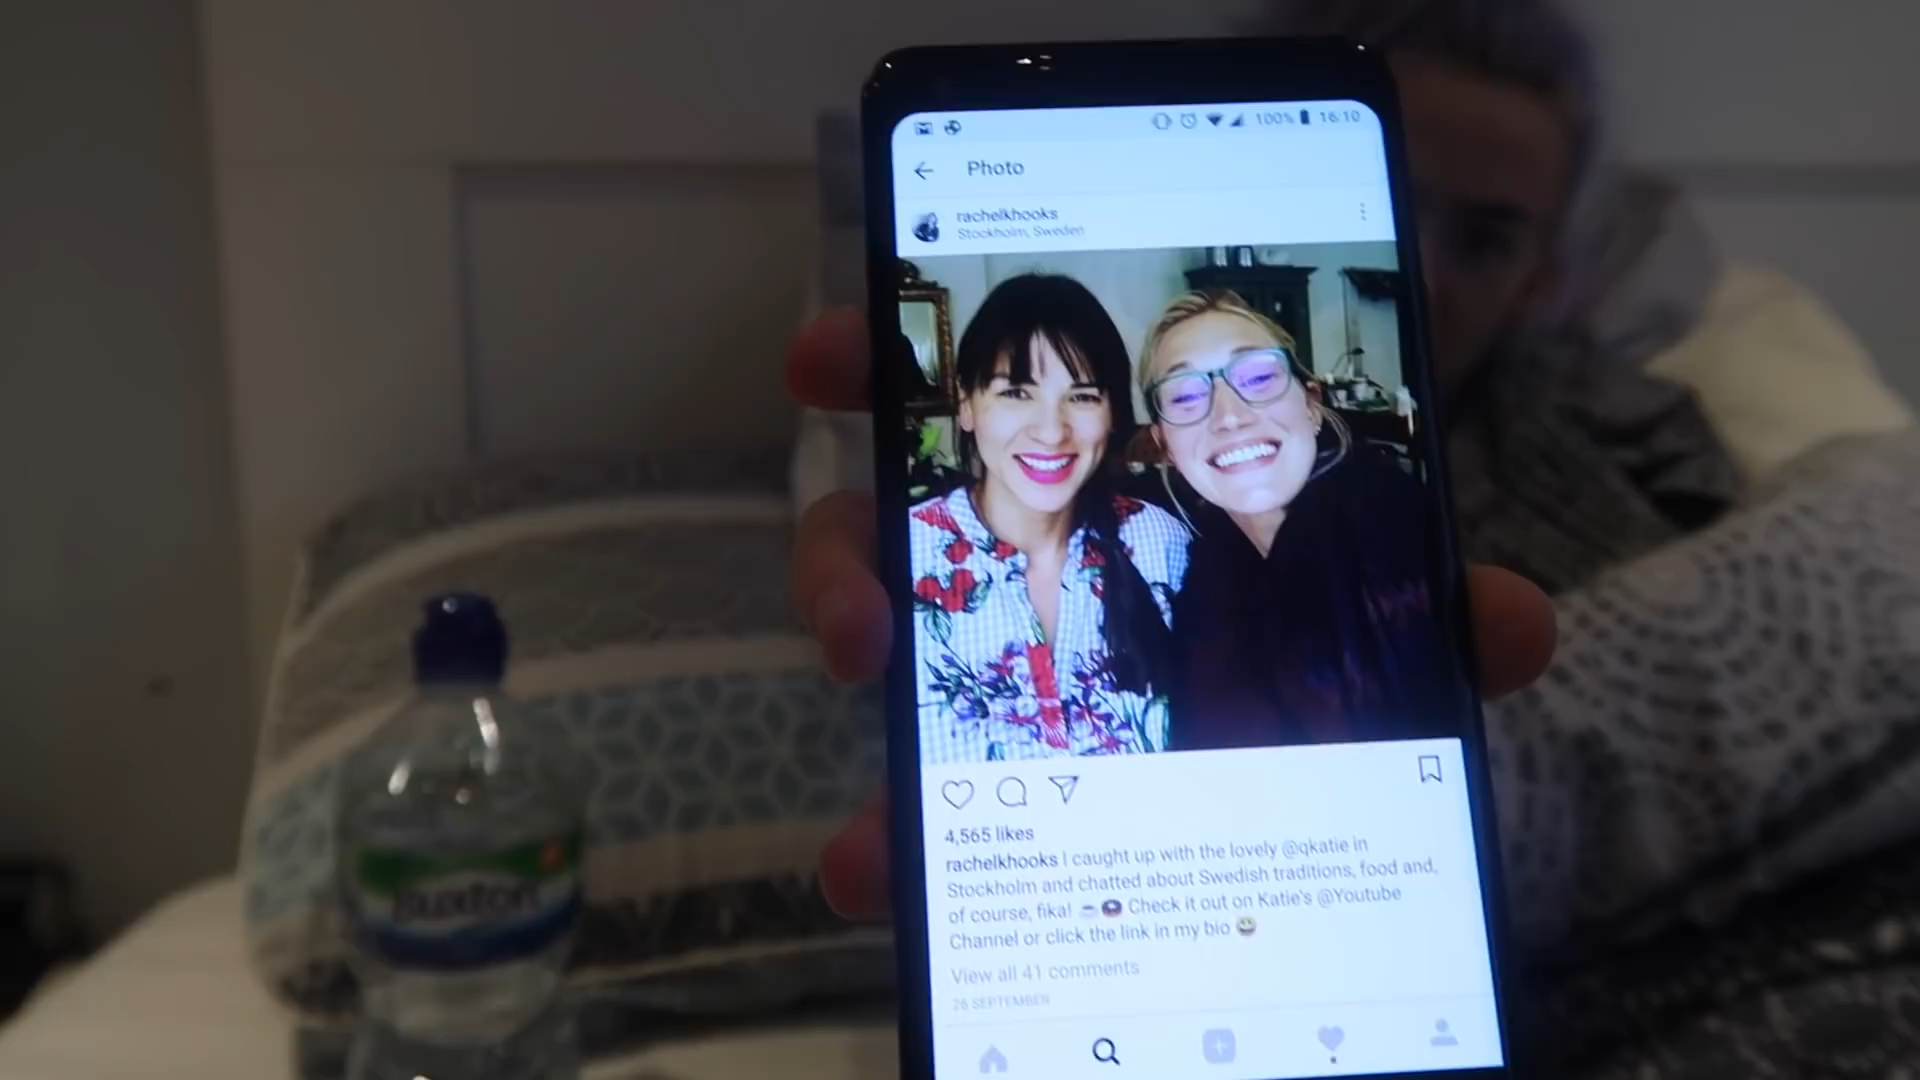 100% 16:10
Photo
rachelkhooks
Stockholm, Sweden
4,565 likes
rachelkhooks I caught up with the lovely @qkatie in
Stockholm and chatted about Swedish traditions, food and,
of course, fika! ☕🍩 Check it out on Katie's @Youtube
Channel or click the link in my bio 😃
View all 41 comments
26 SEPTEMBER
Buxton